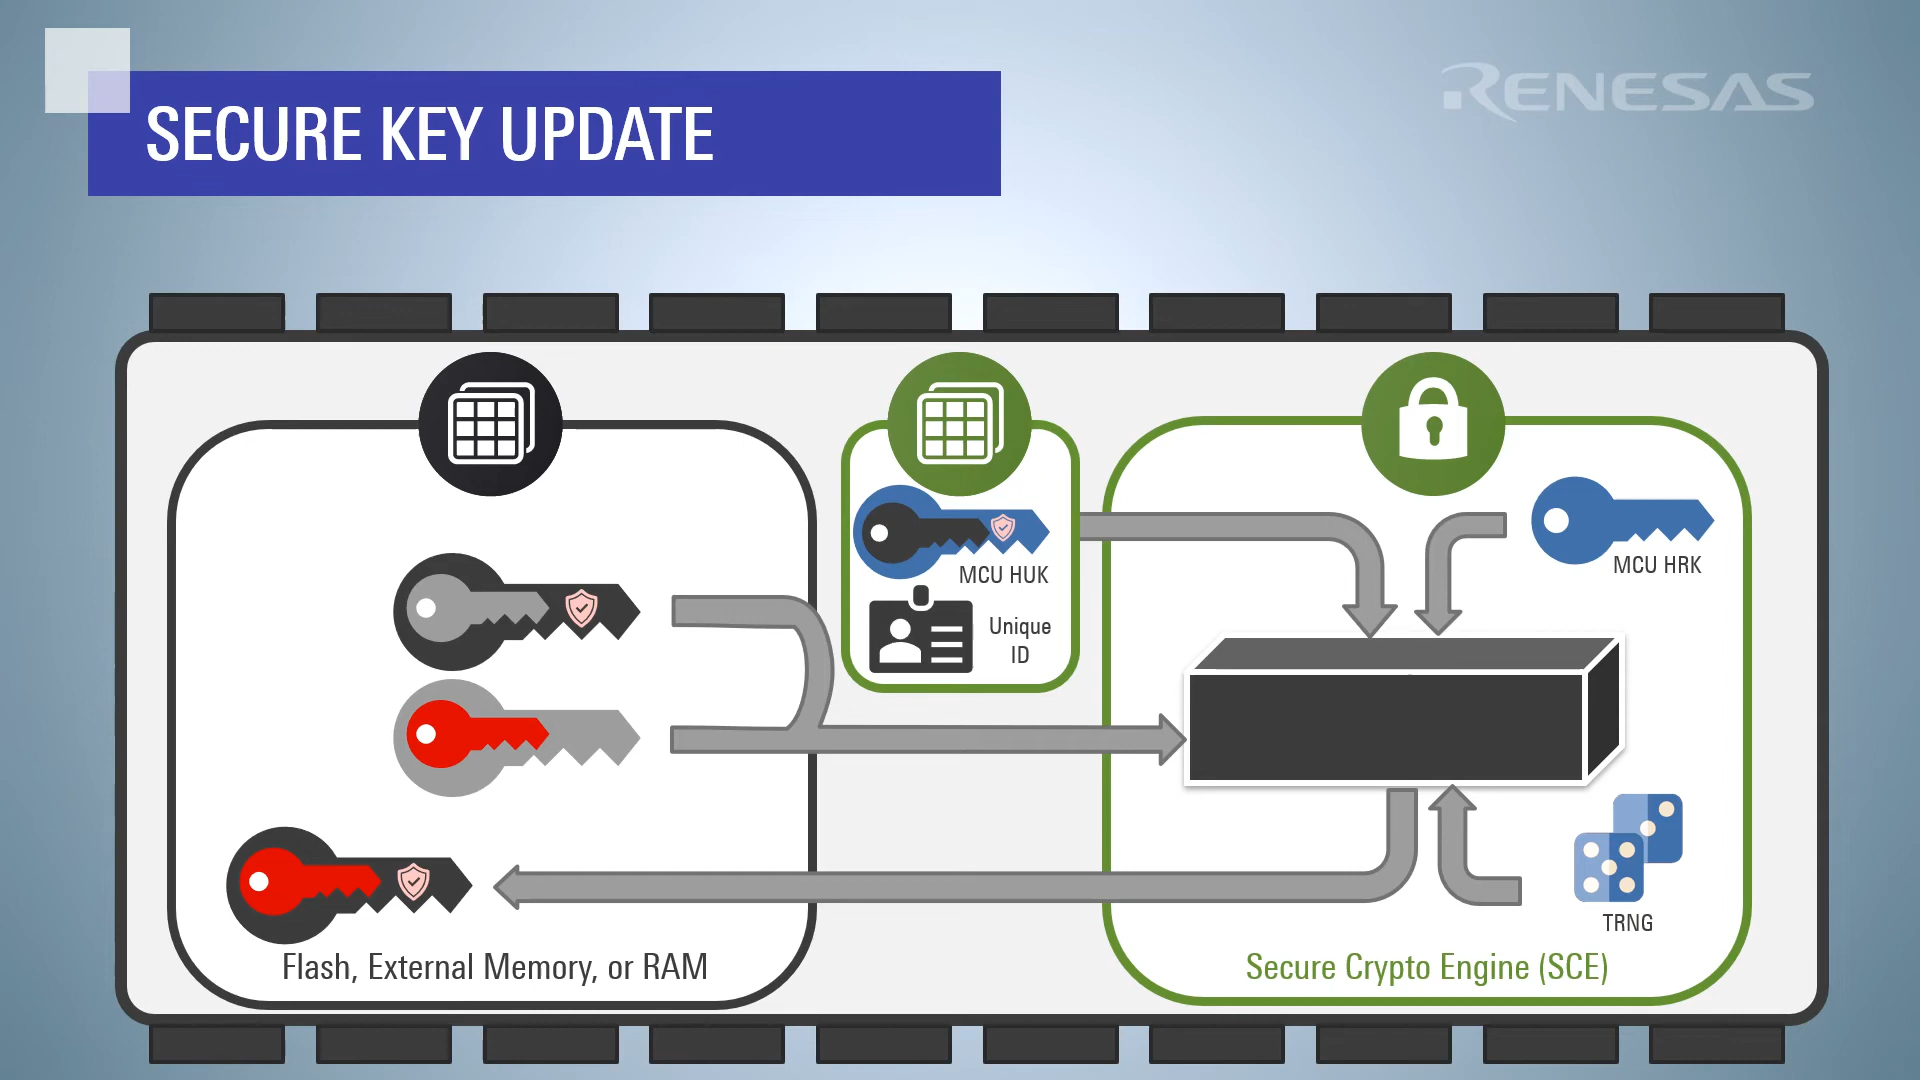 RENESAS
SECURE KEY UPDATE
MCU HUK
MCU HRK
Unique
ID
TRNG
Flash, External Memory, or RAM
Secure Crypto Engine (SCE)